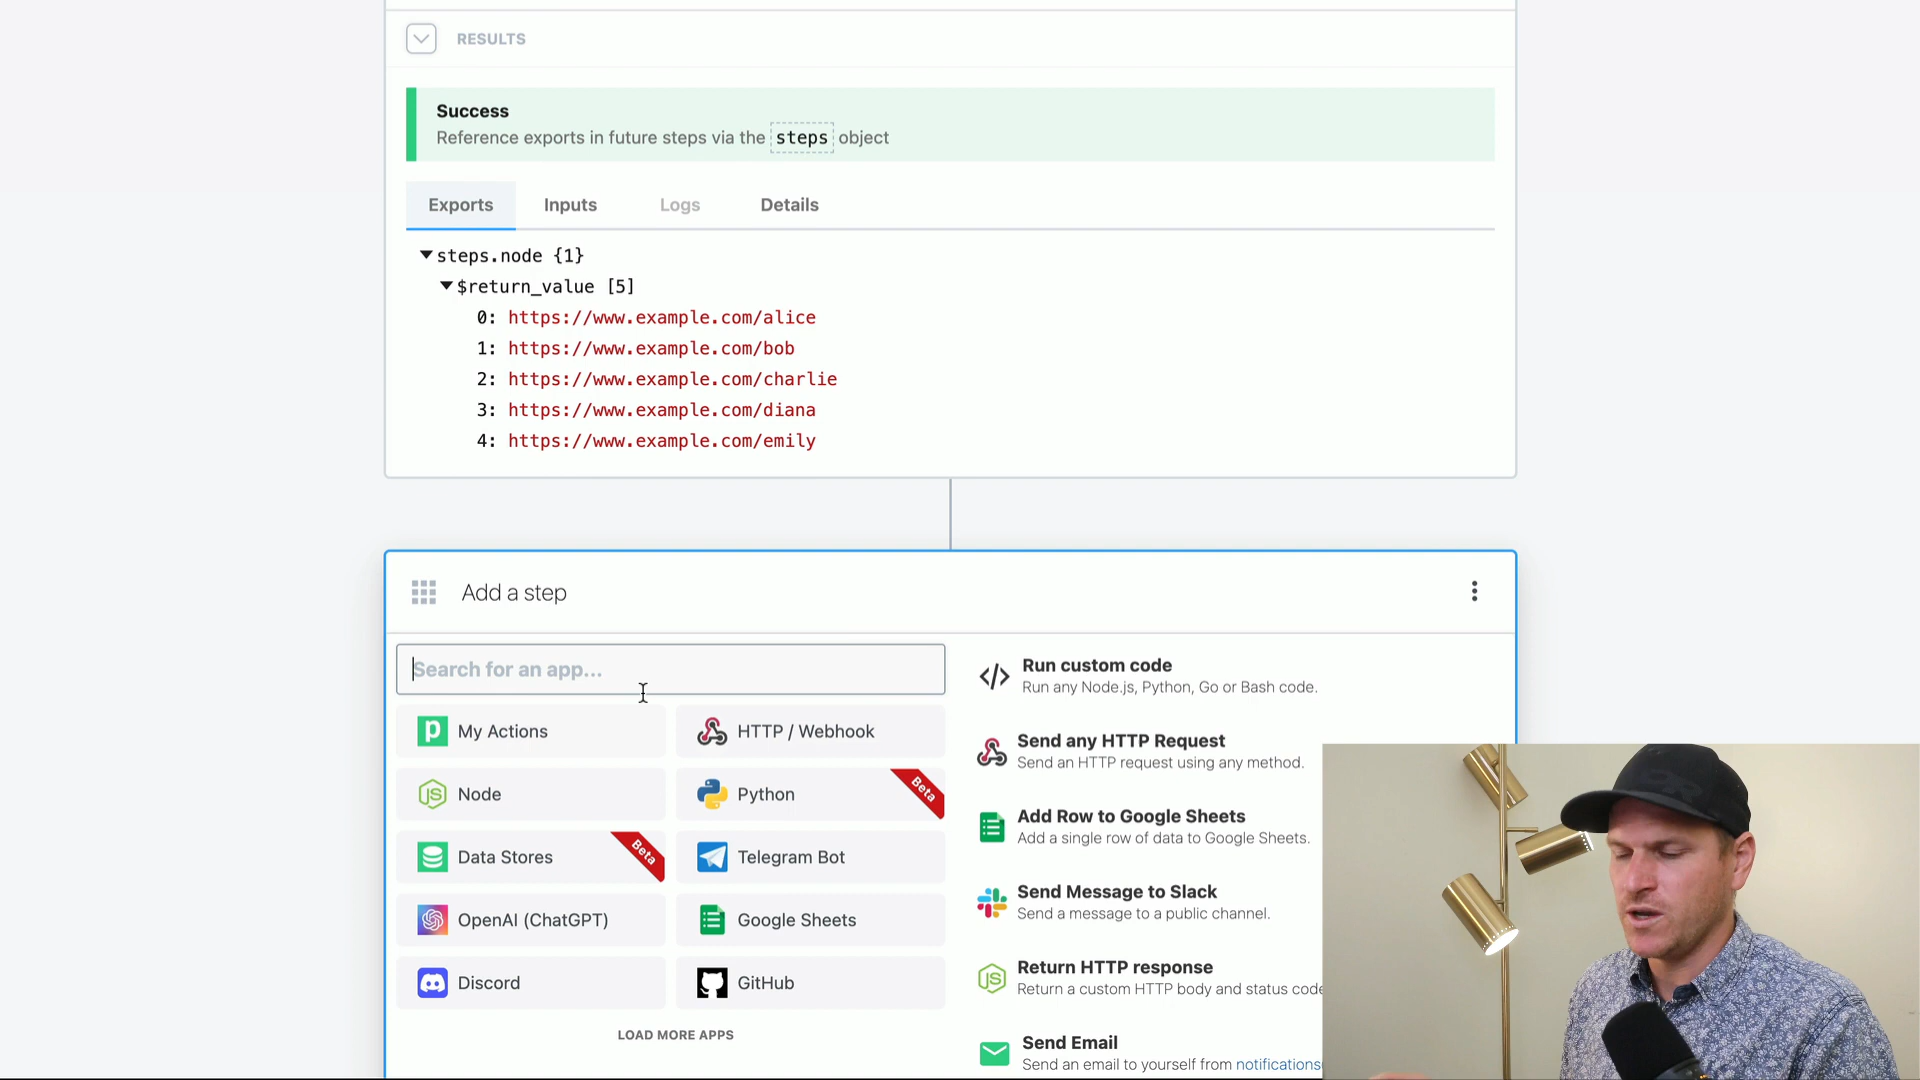 RESULTS
Success
Reference exports in future steps via the steps object
Exports Inputs Logs Details
steps.node {1}
$return_value [5]
0: https://www.example.com/alice
1: https://www.example.com/bob
2: https://www.example.com/charlie
3: https://www.example.com/diana
4: https://www.example.com/emily
Add a step
Search for an app...
My Actions
HTTP / Webhook
Node
Python
Beta
Data Stores
Beta
Telegram Bot
OpenAI (ChatGPT)
Google Sheets
Discord
GitHub
LOAD MORE APPS
Run custom code
Run any Node.js, Python, Go or Bash code.
Send any HTTP Request
Send an HTTP request using any method.
Add Row to Google Sheets
Add a single row of data to Google Sheets.
Send Message to Slack
Send a message to a public channel.
Return HTTP response
Return a custom HTTP body and status code
Send Email
Send an email to yourself from notifications